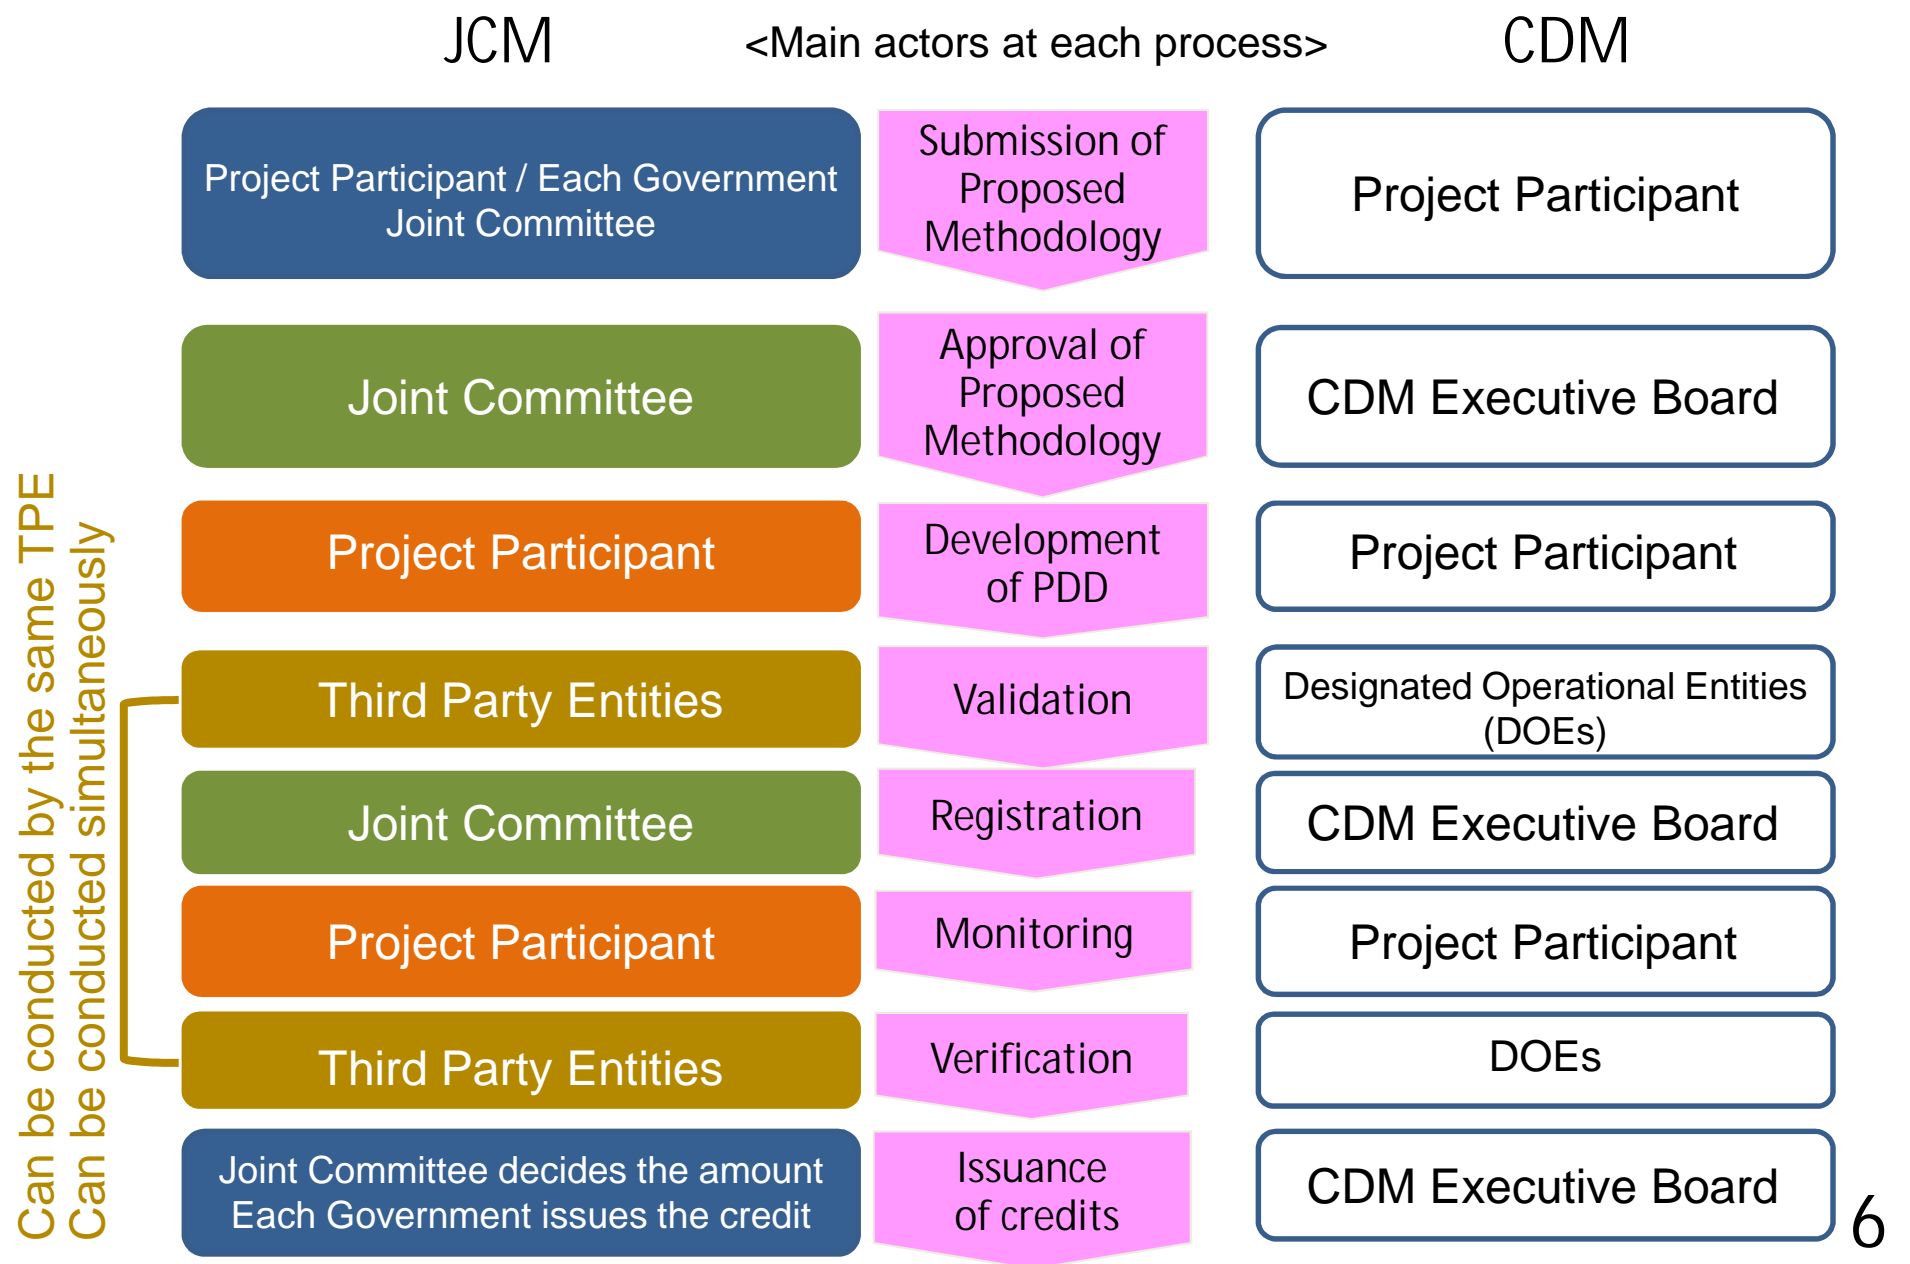 JCM
<Main actors at each process>
CDM
Project Participant / Each Government
Joint Committee
Submission of
Proposed
Methodology
Project Participant
Joint Committee
Approval of
Proposed
Methodology
CDM Executive Board
Project Participant
Development
of PDD
Project Participant
Third Party Entities
Validation
Designated Operational Entities
(DOEs)
Joint Committee
Registration
CDM Executive Board
Project Participant
Monitoring
Project Participant
Third Party Entities
Verification
DOEs
Joint Committee decides the amount
Each Government issues the credit
Issuance
of credits
CDM Executive Board
Can be conducted by the same TPE
Can be conducted simultaneously
6